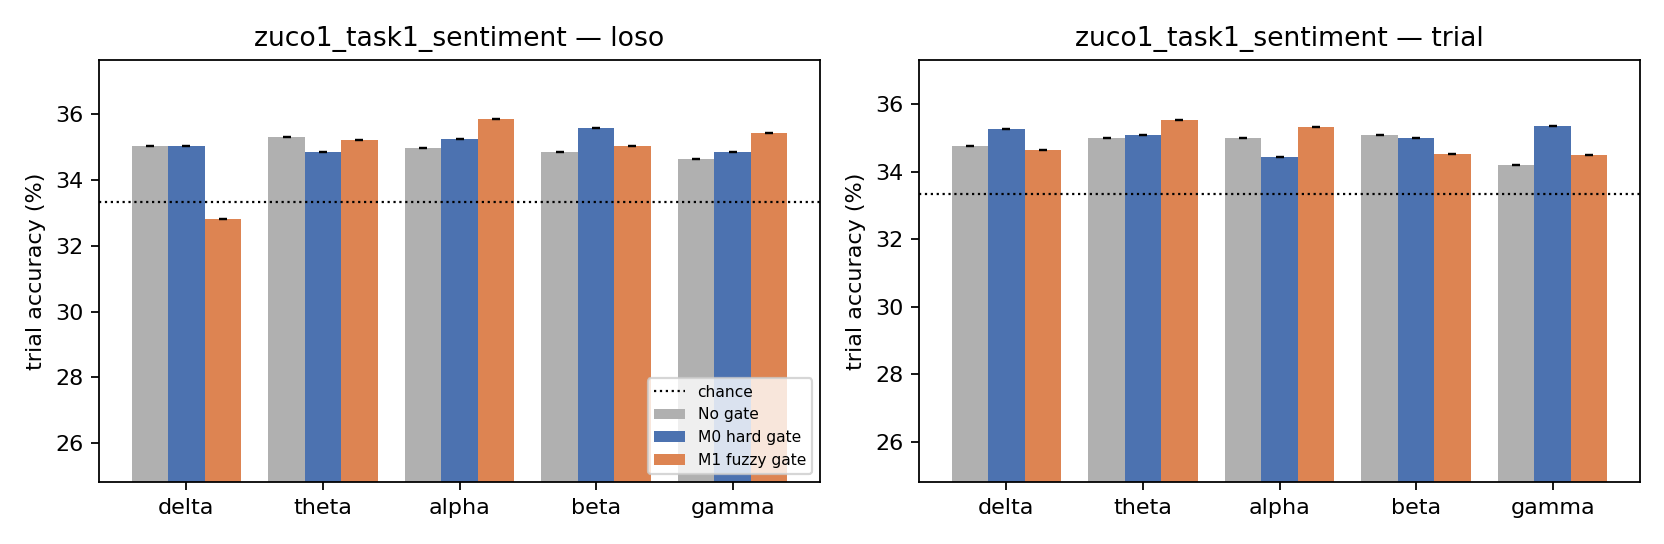 zuco1_task1_sentiment — loso
trial accuracy (%)
36
34
32
30
28
26
delta
theta
alpha
beta
gamma
chance
No gate
M0 hard gate
M1 fuzzy gate
zuco1_task1_sentiment — trial
trial accuracy (%)
36
34
32
30
28
26
delta
theta
alpha
beta
gamma